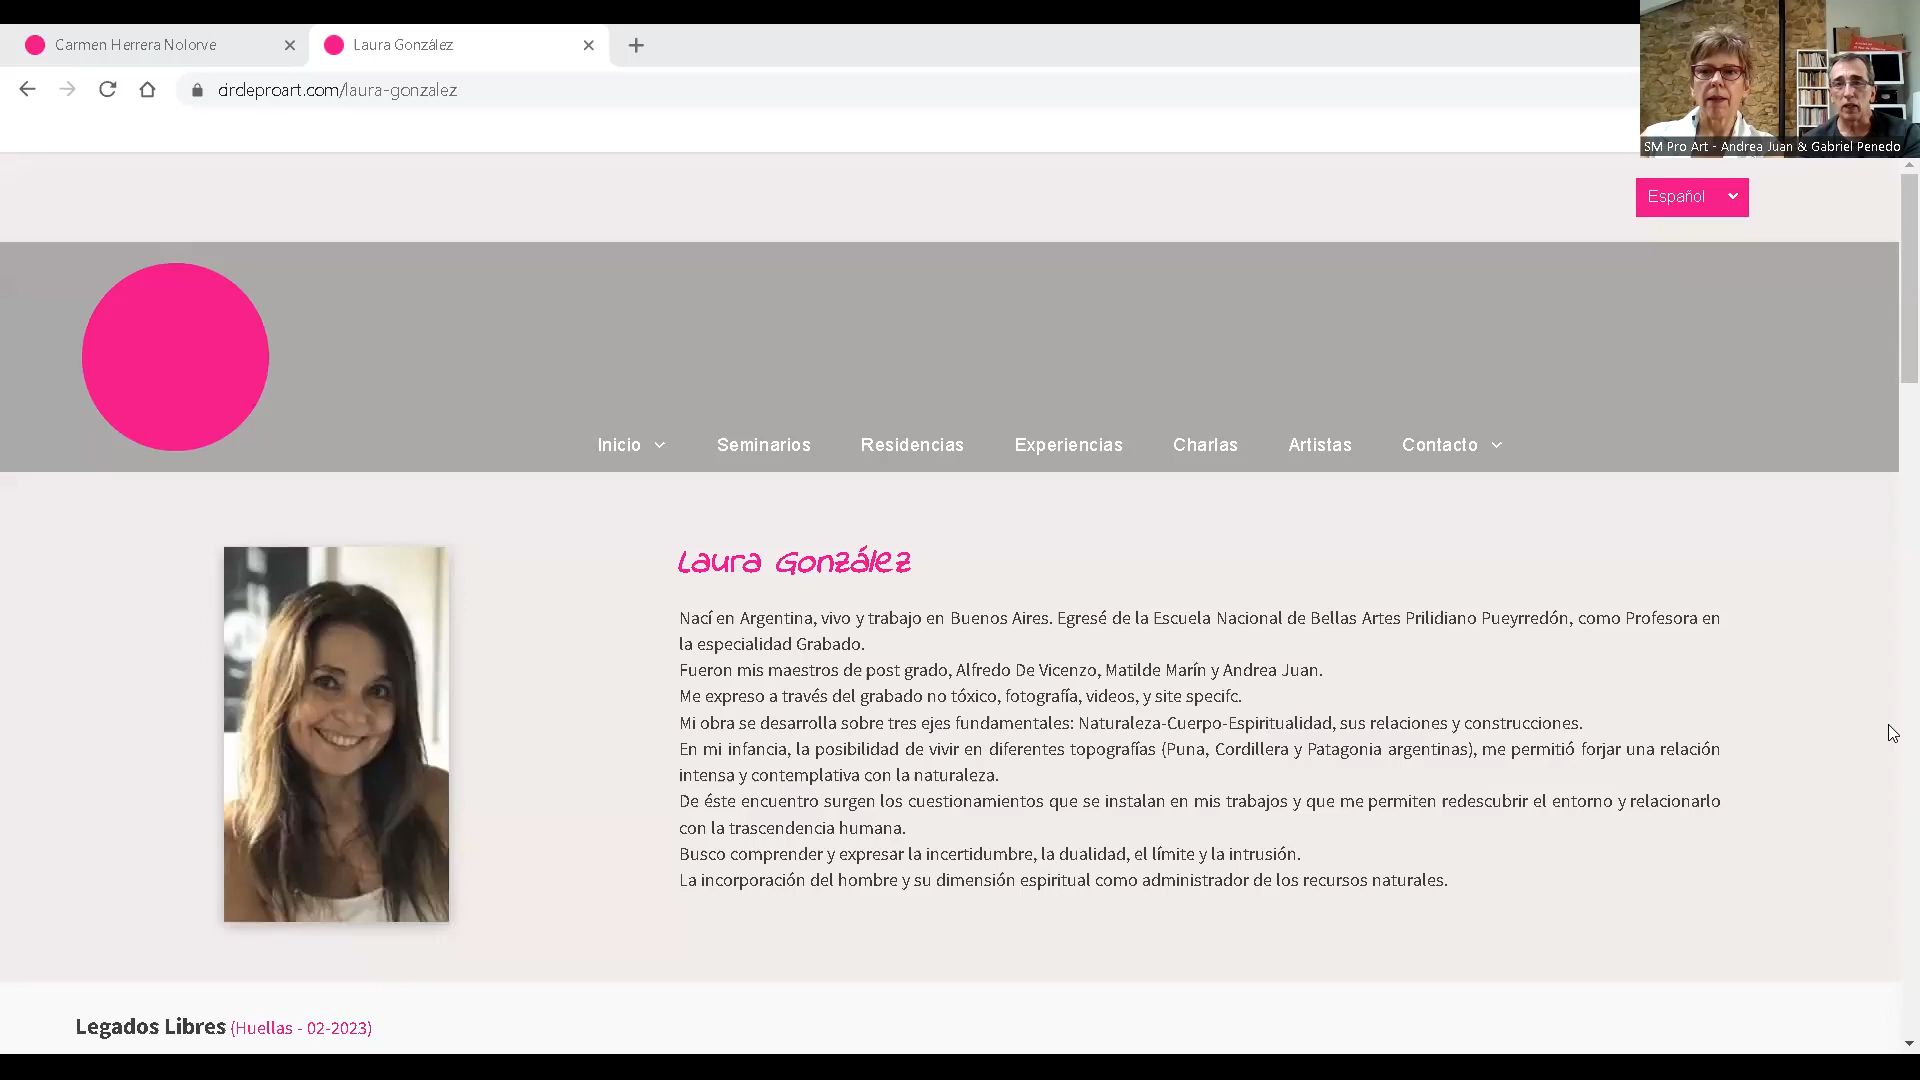 Carmen Herrera Nolorve
Laura González
circleproart.com/laura-gonzalez
SM Pro Art - Andrea Juan & Gabriel Penedo
Español
Inicio
Seminarios
Residencias
Experiencias
Charlas
Artistas
Contacto
Laura González
Nací en Argentina, vivo y trabajo en Buenos Aires. Egresé de la Escuela Nacional de Bellas Artes Prilidiano Pueyrredón, como Profesora en
la especialidad Grabado.
Fueron mis maestros de post grado, Alfredo De Vicenzo, Matilde Marín y Andrea Juan.
Me expreso a través del grabado no tóxico, fotografía, videos, y site specifc.
Mi obra se desarrolla sobre tres ejes fundamentales: Naturaleza-Cuerpo-Espiritualidad, sus relaciones y construcciones.
En mi infancia, la posibilidad de vivir en diferentes topografías (Puna, Cordillera y Patagonia argentinas), me permitió forjar una relación
intensa y contemplativa con la naturaleza.
De éste encuentro surgen los cuestionamientos que se instalan en mis trabajos y que me permiten redescubrir el entorno y relacionarlo
con la trascendencia humana.
Busco comprender y expresar la incertidumbre, la dualidad, el límite y la intrusión.
La incorporación del hombre y su dimensión espiritual como administrador de los recursos naturales.
Legados Libres (Huellas - 02-2023)